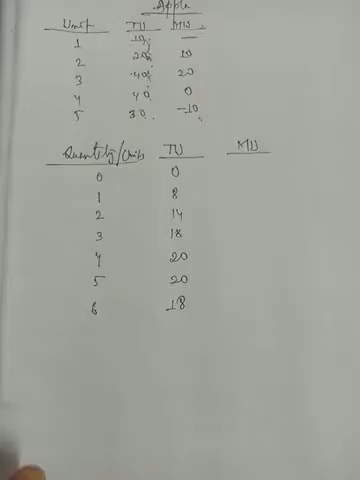 Apple
Unit TU MU
1 10 —
2 20 10
3 40 20
4 40 0
5 30 -10
Quantity/Units TU MU
0 0
1 8
2 14
3 18
4 20
5 20
6 18